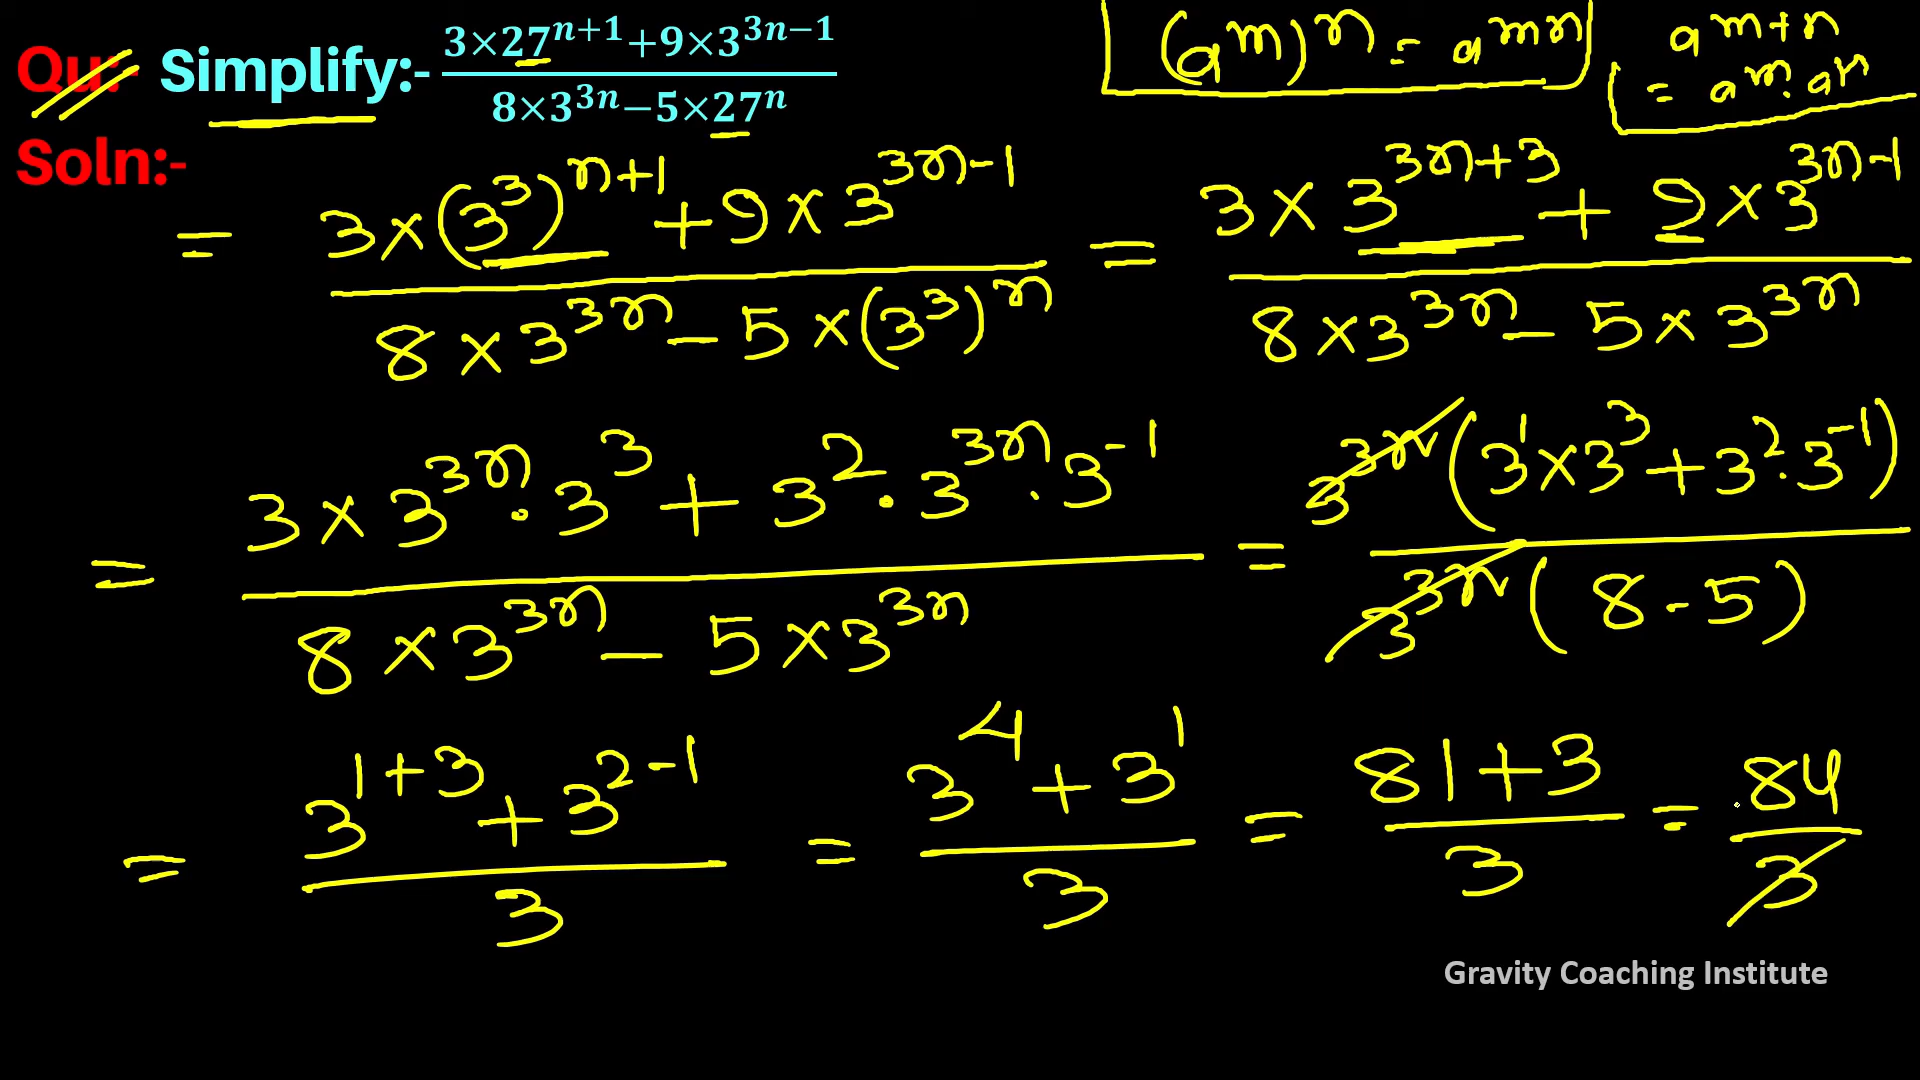 Qu:- Simplify:- (3×27^{n+1}+9×3^{3n−1})/(8×3^{3n}−5×27^n)
(a^m)^n = a^{mn}
a^{m+n}
= a^m . a^n
Soln:-
= (3×(3^3)^{n+1} + 9×3^{3n-1})/(8×3^{3n} - 5×(3^3)^n) = (3×3^{3n+3} + 9×3^{3n-1})/(8×3^{3n} - 5×3^{3n})
= (3×3^{3n}.3^3 + 3^2.3^{3n}.3^{-1})/(8×3^{3n} - 5×3^{3n}) = (3^{3n}(3^1×3^3+3^2.3^{-1}))/(3^{3n}(8-5))
= (3^{1+3} + 3^{2-1})/3 = (3^4 + 3^1)/3 = (81+3)/3 = 84/3
Gravity Coaching Institute